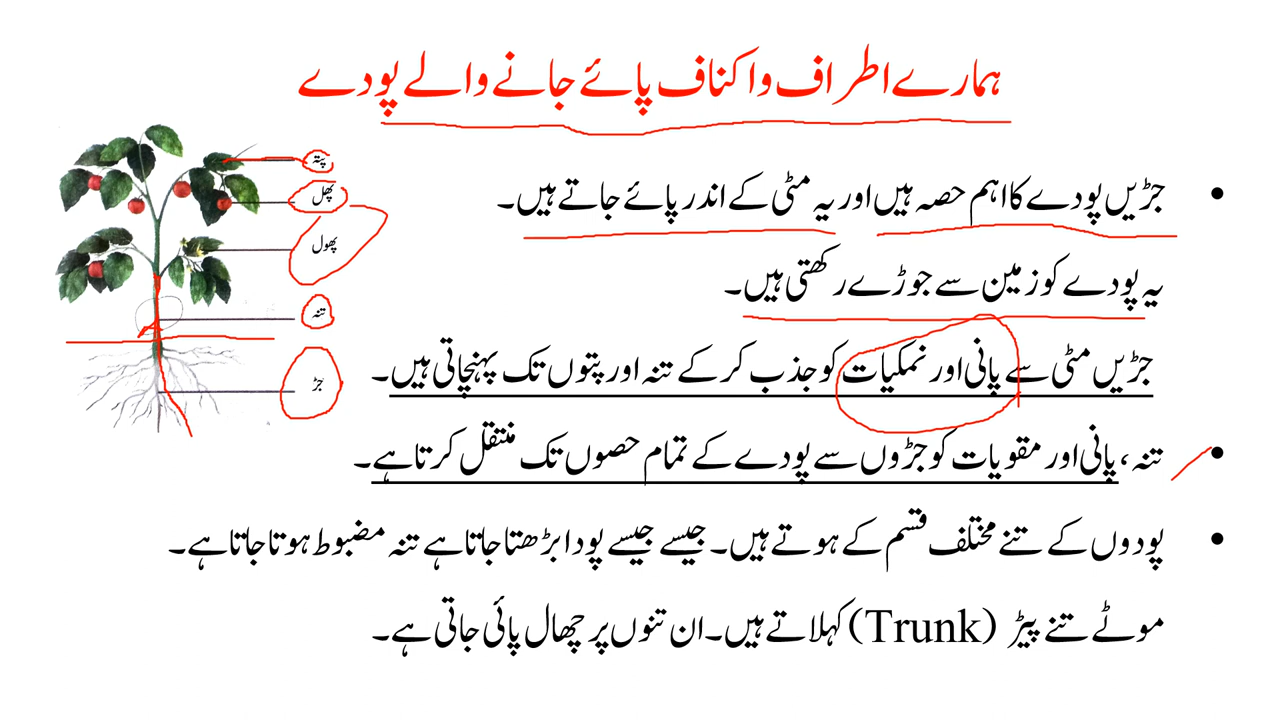 ہمارے اطراف واکناف پائے جانے والے پودے
پتہ
پھل
پھول
تنہ
جڑ
• جڑیں پودے کا اہم حصہ ہیں اور یہ مٹی کے اندر پائے جاتے ہیں۔
یہ پودے کو زمین سے جوڑے رکھتی ہیں۔
جڑیں مٹی سے پانی اور نمکیات کو جذب کر کے تنہ اور پتوں تک پہنچاتی ہیں۔
• تنہ، پانی اور مقویات کو جڑوں سے پودے کے تمام حصوں تک منتقل کرتا ہے۔
• پودوں کے تنے مختلف قسم کے ہوتے ہیں۔ جیسے جیسے پودا بڑھتا جاتا ہے تنہ مضبوط ہوتا جاتا ہے۔
موٹے تنے پیڑ (Trunk) کہلاتے ہیں۔ ان تنوں پر چھال پائی جاتی ہے۔